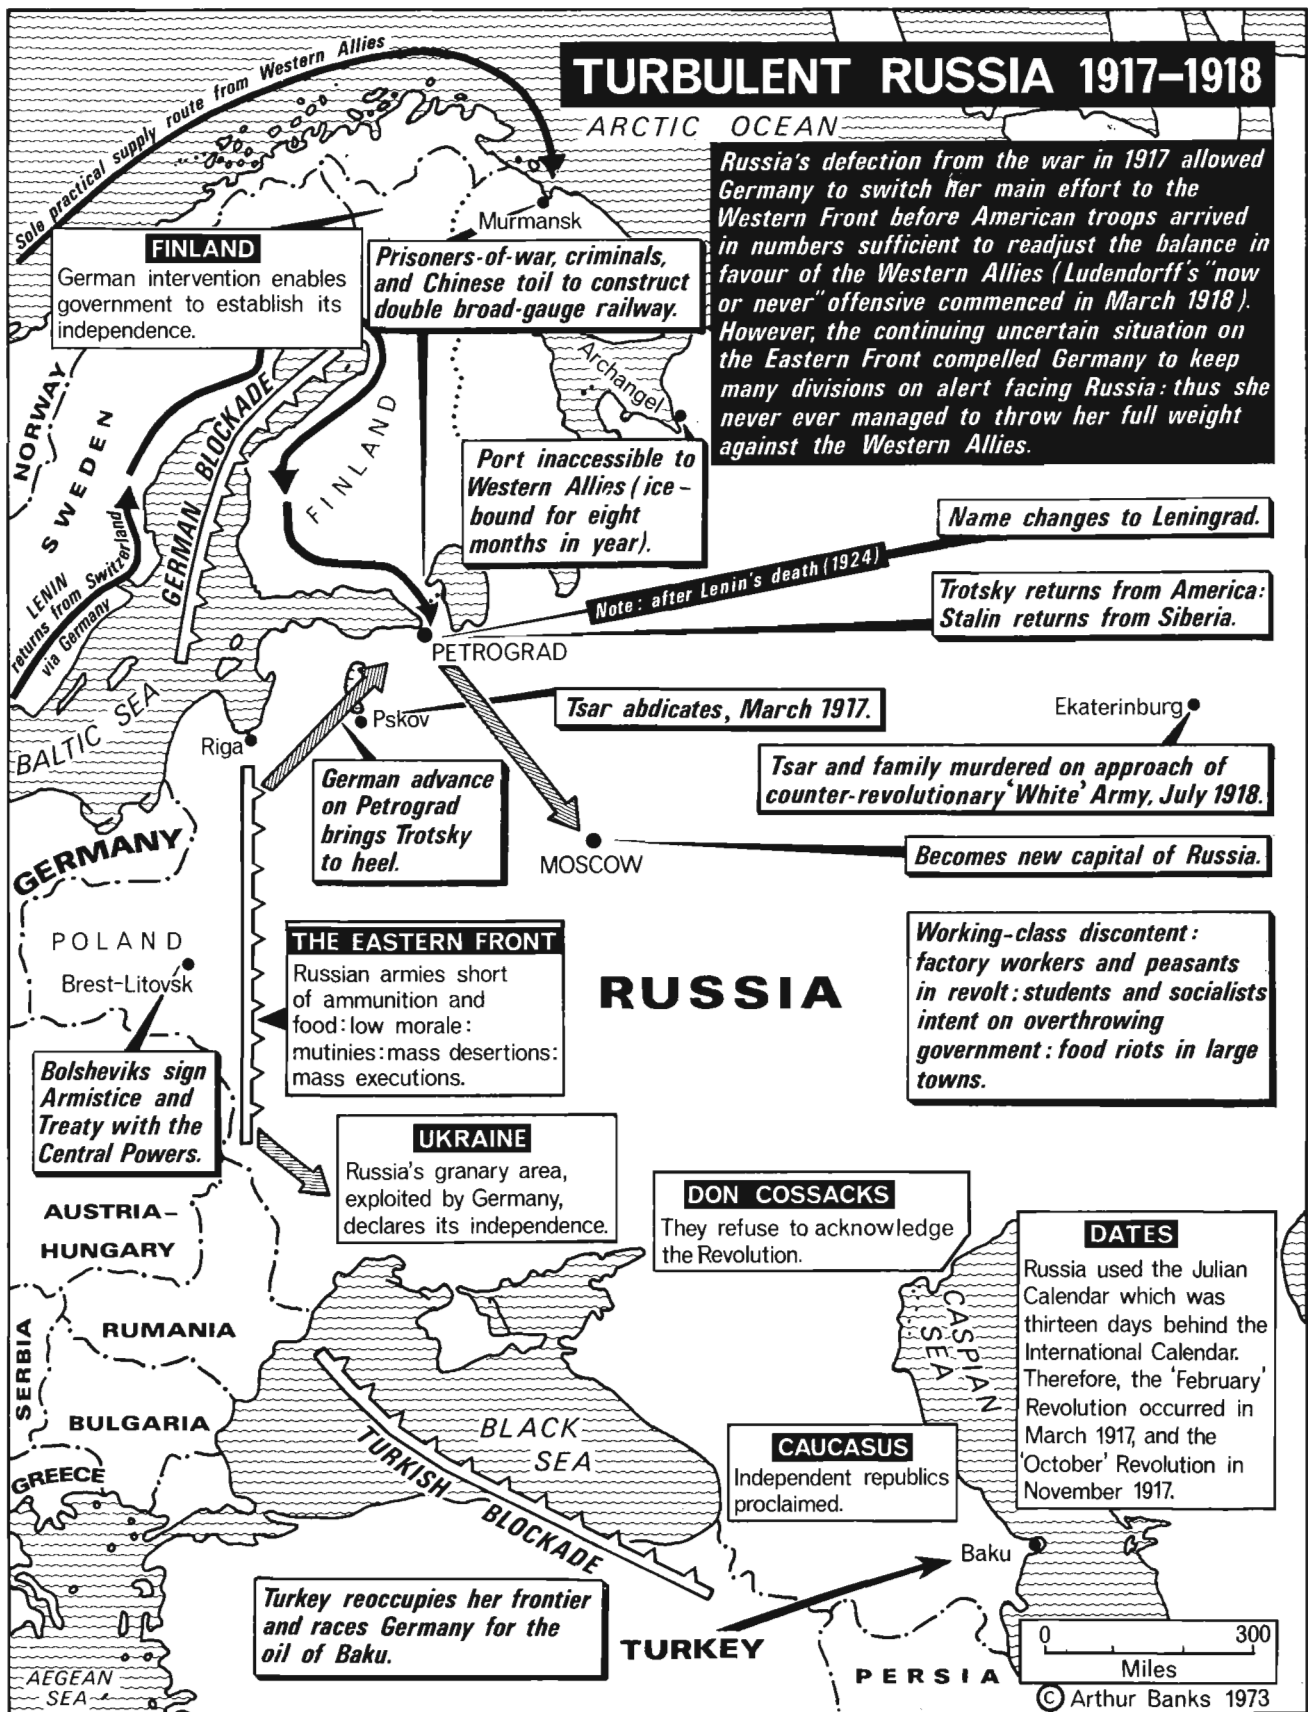 TURBULENT RUSSIA 1917–1918
Sole practical supply route from Western Allies
ARCTIC OCEAN
Russia's defection from the war in 1917 allowed
Germany to switch her main effort to the
Western Front before American troops arrived
in numbers sufficient to readjust the balance in
favour of the Western Allies (Ludendorff's "now
or never" offensive commenced in March 1918).
However, the continuing uncertain situation on
the Eastern Front compelled Germany to keep
many divisions on alert facing Russia: thus she
never ever managed to throw her full weight
against the Western Allies.
Murmansk
FINLAND
German intervention enables
government to establish its
independence.
Prisoners-of-war, criminals,
and Chinese toil to construct
double broad-gauge railway.
Archangel
NORWAY
SWEDEN
GERMAN BLOCKADE
FINLAND
Port inaccessible to
Western Allies (ice-
bound for eight
months in year).
Name changes to Leningrad.
Note: after Lenin's death (1924)
LENIN
returns from Switzerland
via Germany
Trotsky returns from America:
Stalin returns from Siberia.
PETROGRAD
BALTIC SEA
Pskov
Tsar abdicates, March 1917.
Ekaterinburg
Riga
Tsar and family murdered on approach of
counter-revolutionary 'White' Army, July 1918.
German advance
on Petrograd
brings Trotsky
to heel.
MOSCOW
Becomes new capital of Russia.
GERMANY
POLAND
Brest-Litovsk
THE EASTERN FRONT
Russian armies short
of ammunition and
food: low morale:
mutinies: mass desertions:
mass executions.
RUSSIA
Working-class discontent:
factory workers and peasants
in revolt: students and socialists
intent on overthrowing
government: food riots in large
towns.
Bolsheviks sign
Armistice and
Treaty with the
Central Powers.
UKRAINE
Russia's granary area,
exploited by Germany,
declares its independence.
DON COSSACKS
They refuse to acknowledge
the Revolution.
AUSTRIA-
HUNGARY
DATES
Russia used the Julian
Calendar which was
thirteen days behind the
International Calendar.
Therefore, the 'February'
Revolution occurred in
March 1917, and the
'October' Revolution in
November 1917.
CASPIAN
SEA
SERBIA
RUMANIA
BULGARIA
GREECE
BLACK
SEA
TURKISH BLOCKADE
CAUCASUS
Independent republics
proclaimed.
Baku
Turkey reoccupies her frontier
and races Germany for the
oil of Baku.
TURKEY
PERSIA
AEGEAN
SEA
0 300
Miles
© Arthur Banks 1973